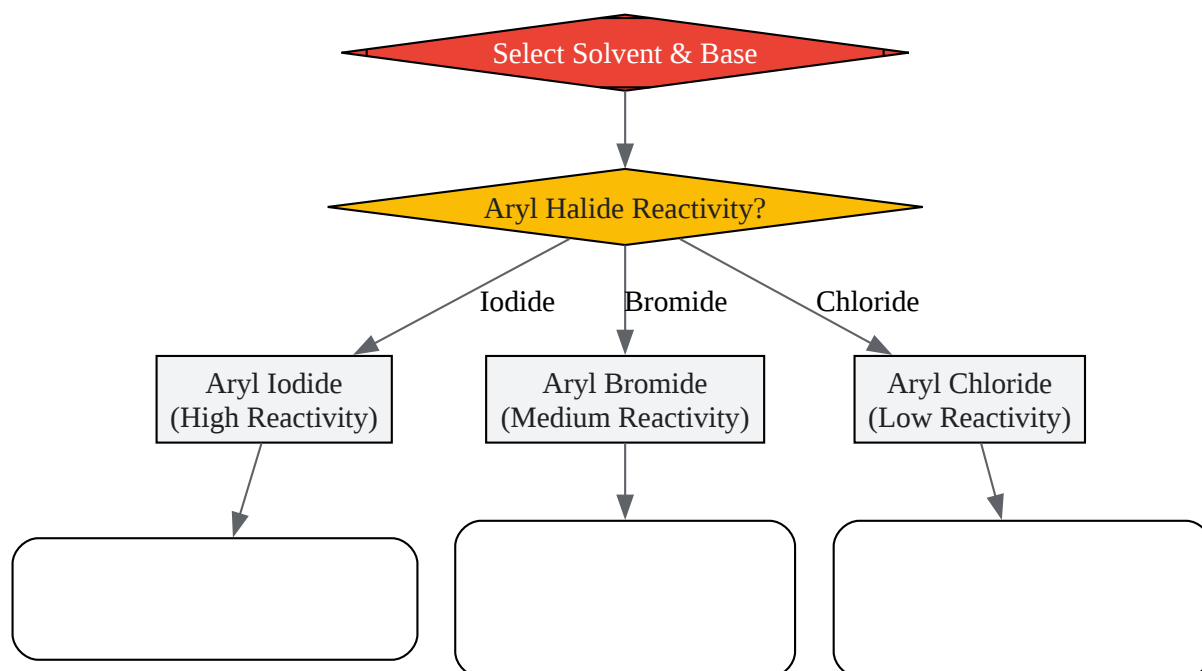 Select Solvent & Base
Aryl Halide Reactivity?
Iodide
Bromide
Chloride
Aryl Iodide
(High Reactivity)
Aryl Bromide
(Medium Reactivity)
Aryl Chloride
(Low Reactivity)